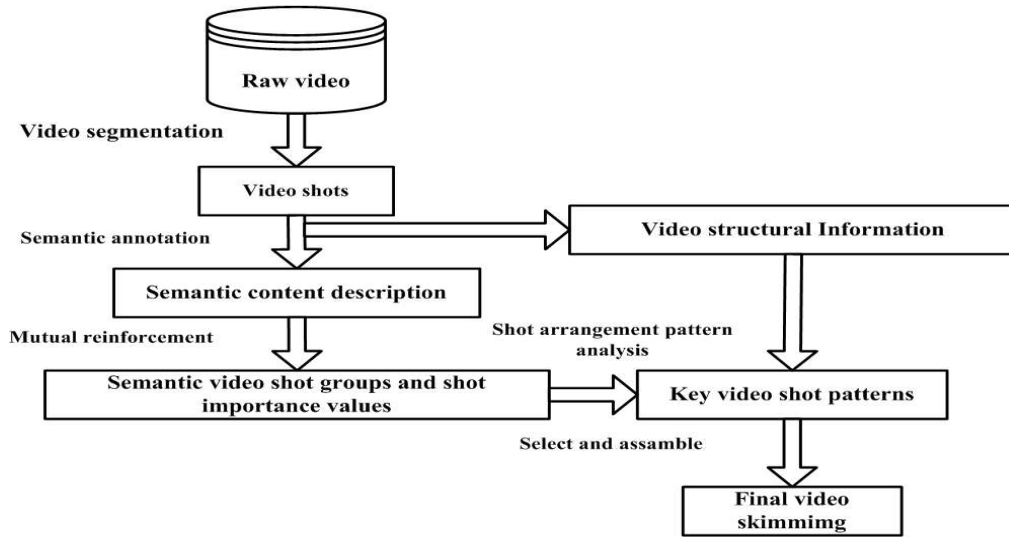 Raw video
Video segmentation
Video shots
Semantic annotation
Video structural Information
Semantic content description
Mutual reinforcement
Shot arrangement pattern
analysis
Semantic video shot groups and shot
importance values
Key video shot patterns
Select and assamble
Final video
skimmimg